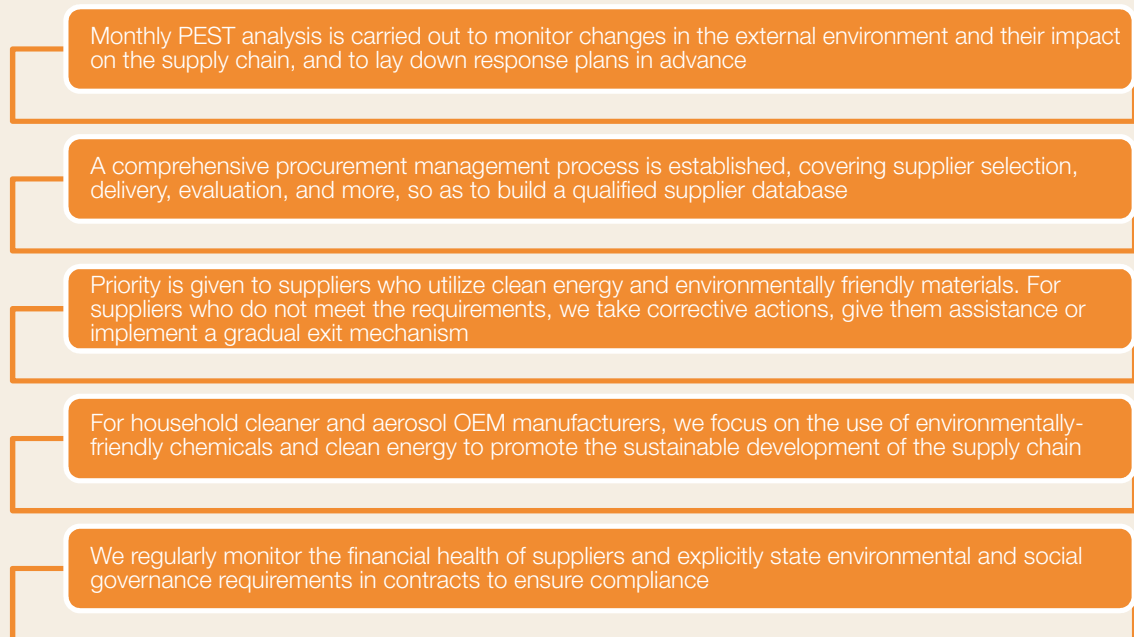 Monthly PEST analysis is carried out to monitor changes in the external environment and their impact
on the supply chain, and to lay down response plans in advance
A comprehensive procurement management process is established, covering supplier selection,
delivery, evaluation, and more, so as to build a qualified supplier database
Priority is given to suppliers who utilize clean energy and environmentally friendly materials. For
suppliers who do not meet the requirements, we take corrective actions, give them assistance or
implement a gradual exit mechanism
For household cleaner and aerosol OEM manufacturers, we focus on the use of environmentally-
friendly chemicals and clean energy to promote the sustainable development of the supply chain
We regularly monitor the financial health of suppliers and explicitly state environmental and social
governance requirements in contracts to ensure compliance